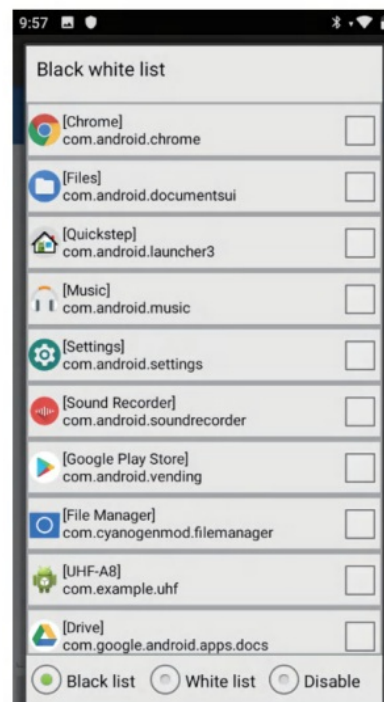 9:57
Black white list
[Chrome]
com.android.chrome
[Files]
com.android.documentsui
[Quickstep]
com.android.launcher3
[Music]
com.android.music
[Settings]
com.android.settings
[Sound Recorder]
com.android.soundrecorder
[Google Play Store]
com.android.vending
[File Manager]
com.cyanogenmod.filemanager
[UHF-A8]
com.example.uhf
[Drive]
com.google.android.apps.docs
Black list White list Disable